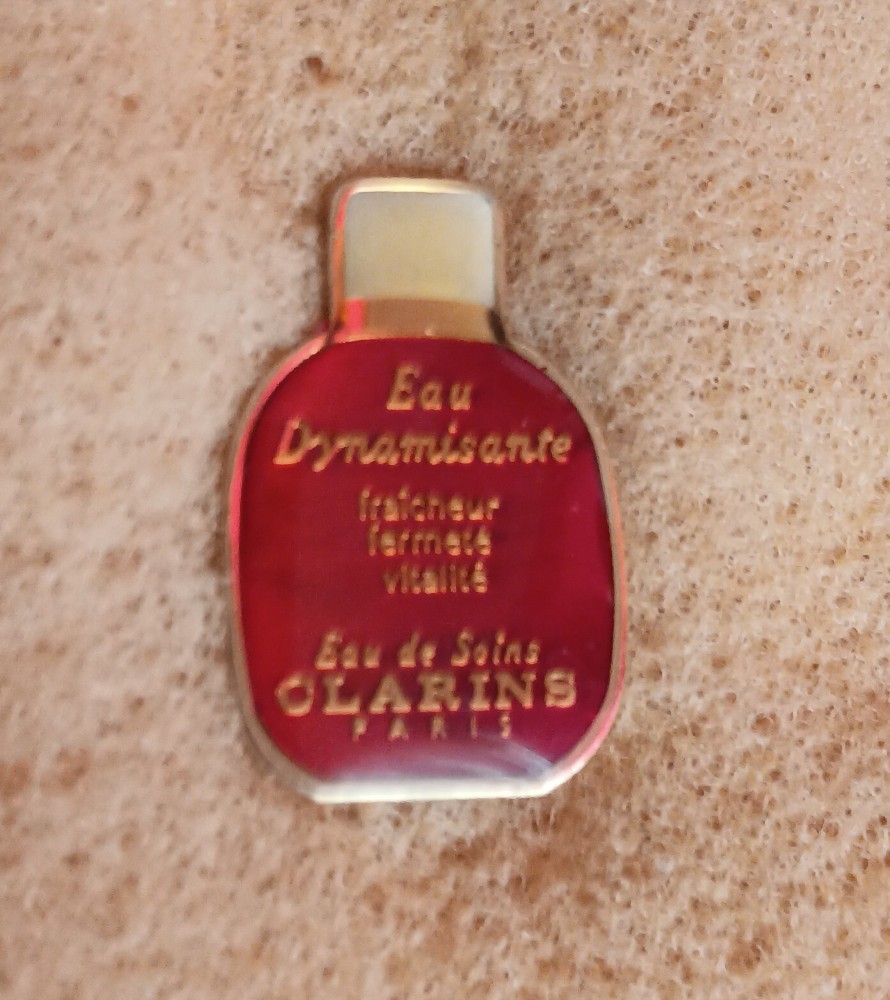 Eau
Dynamisante
fraîcheur
fermeté
vitalité
Eau de Soins
CLARINS
PARIS